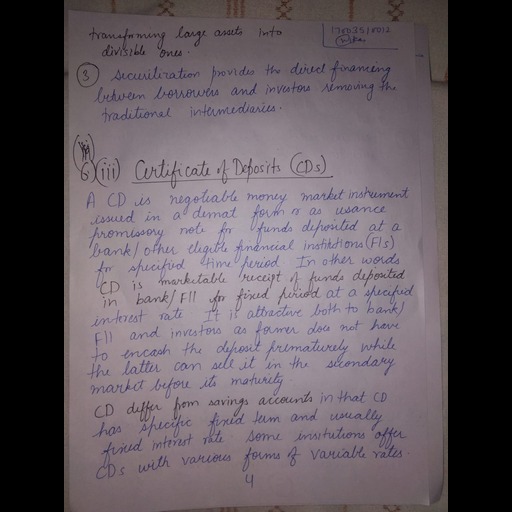 transforming large assets into
divisible ones.
3 Securitization provides the direct financing
between borrowers and investors removing the
traditional intermediaries.
6 (iii) Certificate of Deposits (CDs)
A CD is negotiable money market instrument
issued in a demat form or as usance
promissory note for funds deposited at a
bank/other eligible financial institutions (FIs)
for specified time period. In other words
CD is marketable receipt of funds deposited
in bank/FII for fixed period at a specified
interest rate. It is attractive both to bank/
FII and investors as former does not have
to encash the deposit prematurely while
the latter can sell it in the secondary
market before its maturity
CD differ from savings accounts in that CD
has specific fixed term and usually
fixed interest rate some institutions offer
CDs with various forms of variable rates.
4